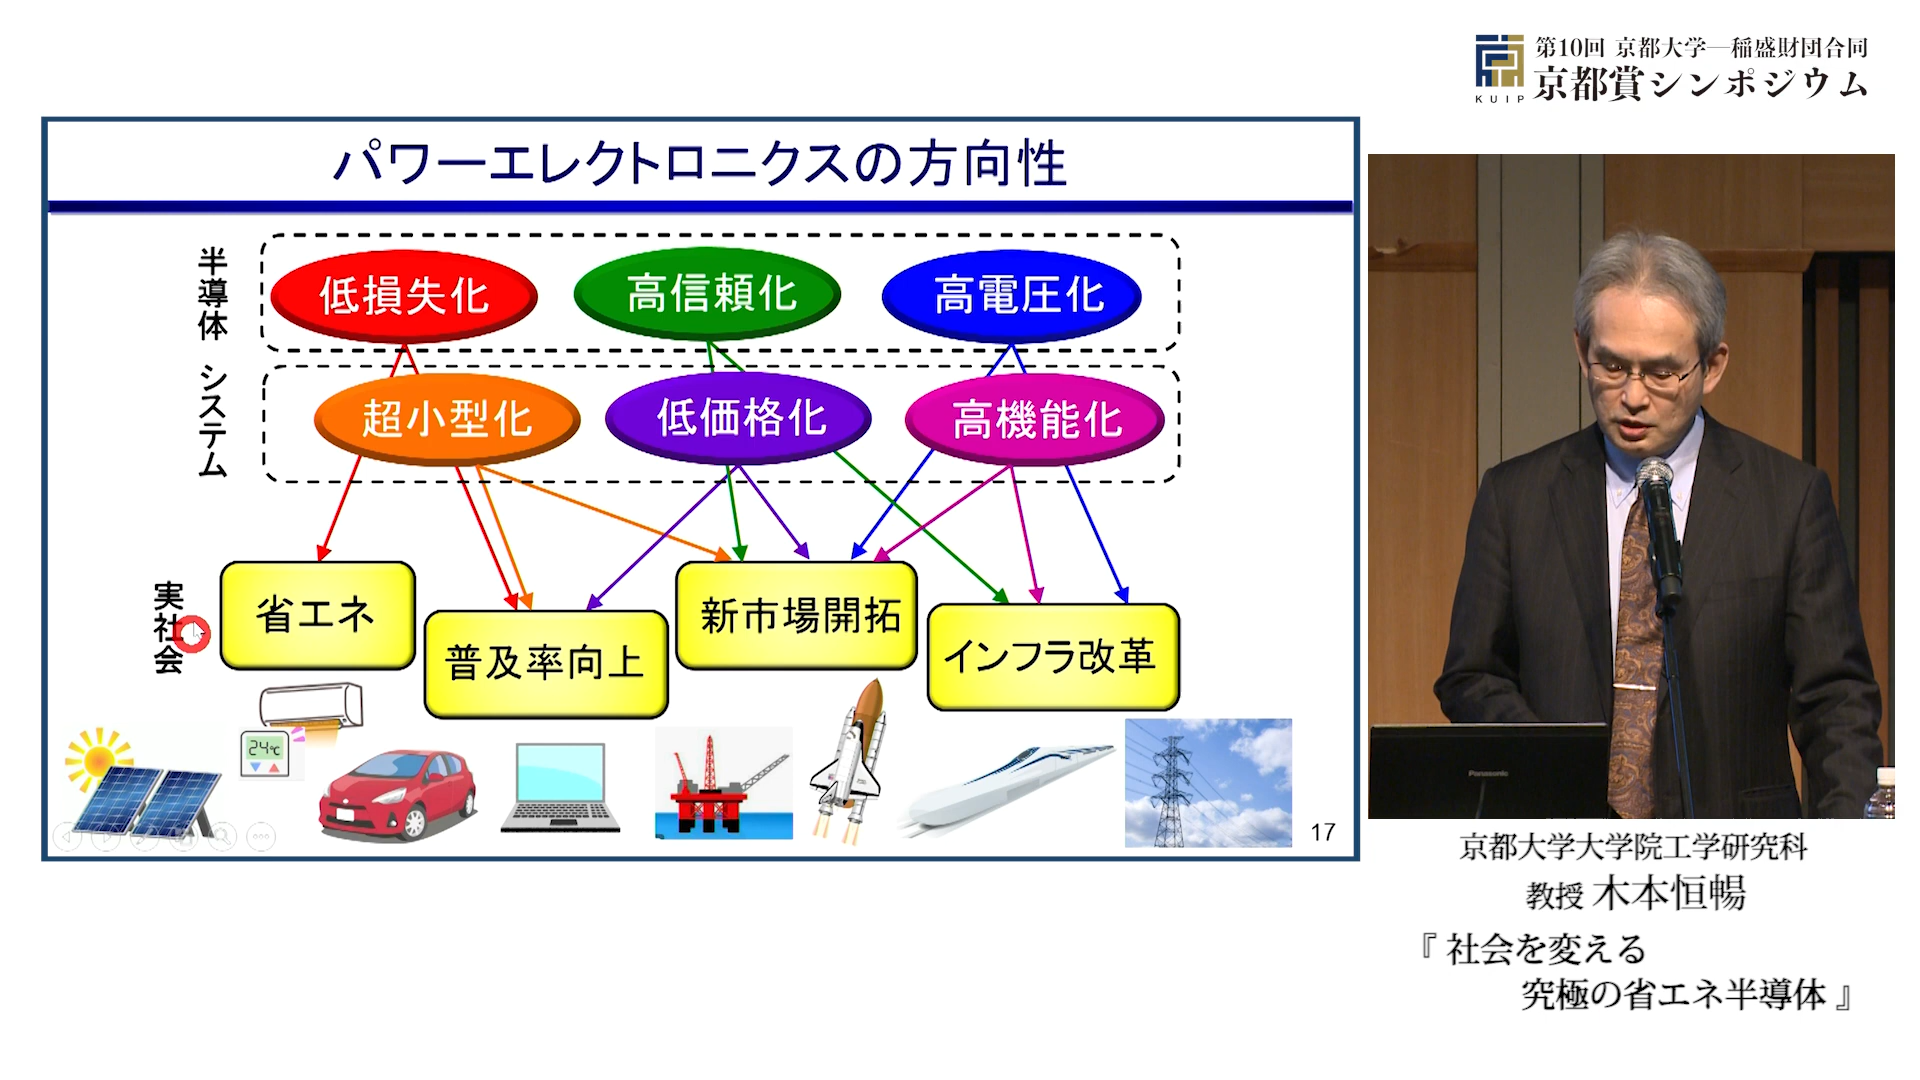 第10回 京都大学―稲盛財団合同
京都賞シンポジウム
KUIP
パワーエレクトロニクスの方向性
半導体
低損失化
高信頼化
高電圧化
システム
超小型化
低価格化
高機能化
実社会
省エネ
普及率向上
新市場開拓
インフラ改革
24℃
17
Panasonic
京都大学大学院工学研究科
教授 木本恒暢
『 社会を変える
究極の省エネ半導体 』